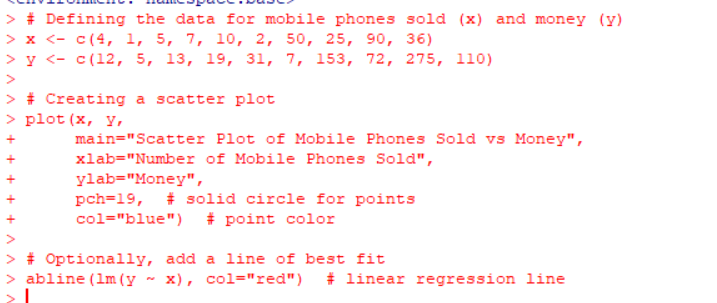 <environment: namespace:base>
> # Defining the data for mobile phones sold (x) and money (y)
> x <- c(4, 1, 5, 7, 10, 2, 50, 25, 90, 36)
> y <- c(12, 5, 13, 19, 31, 7, 153, 72, 275, 110)
>
> # Creating a scatter plot
> plot(x, y,
+      main="Scatter Plot of Mobile Phones Sold vs Money",
+      xlab="Number of Mobile Phones Sold",
+      ylab="Money",
+      pch=19,  # solid circle for points
+      col="blue")  # point color
>
> # Optionally, add a line of best fit
> abline(lm(y ~ x), col="red")  # linear regression line
>